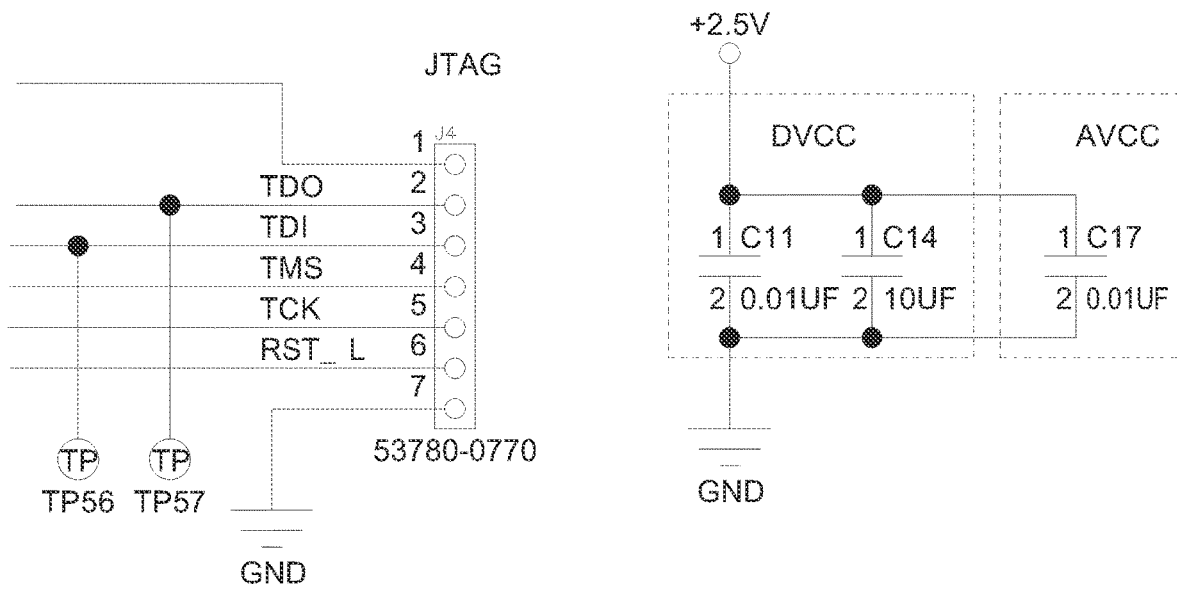 JTAG
J4
1
TDO 2
TDI 3
TMS 4
TCK 5
RST_ L 6
7
53780-0770
TP TP
TP56 TP57
GND
+2.5V
DVCC AVCC
1 C11 1 C14 1 C17
2 0.01UF 2 10UF 2 0.01UF
GND